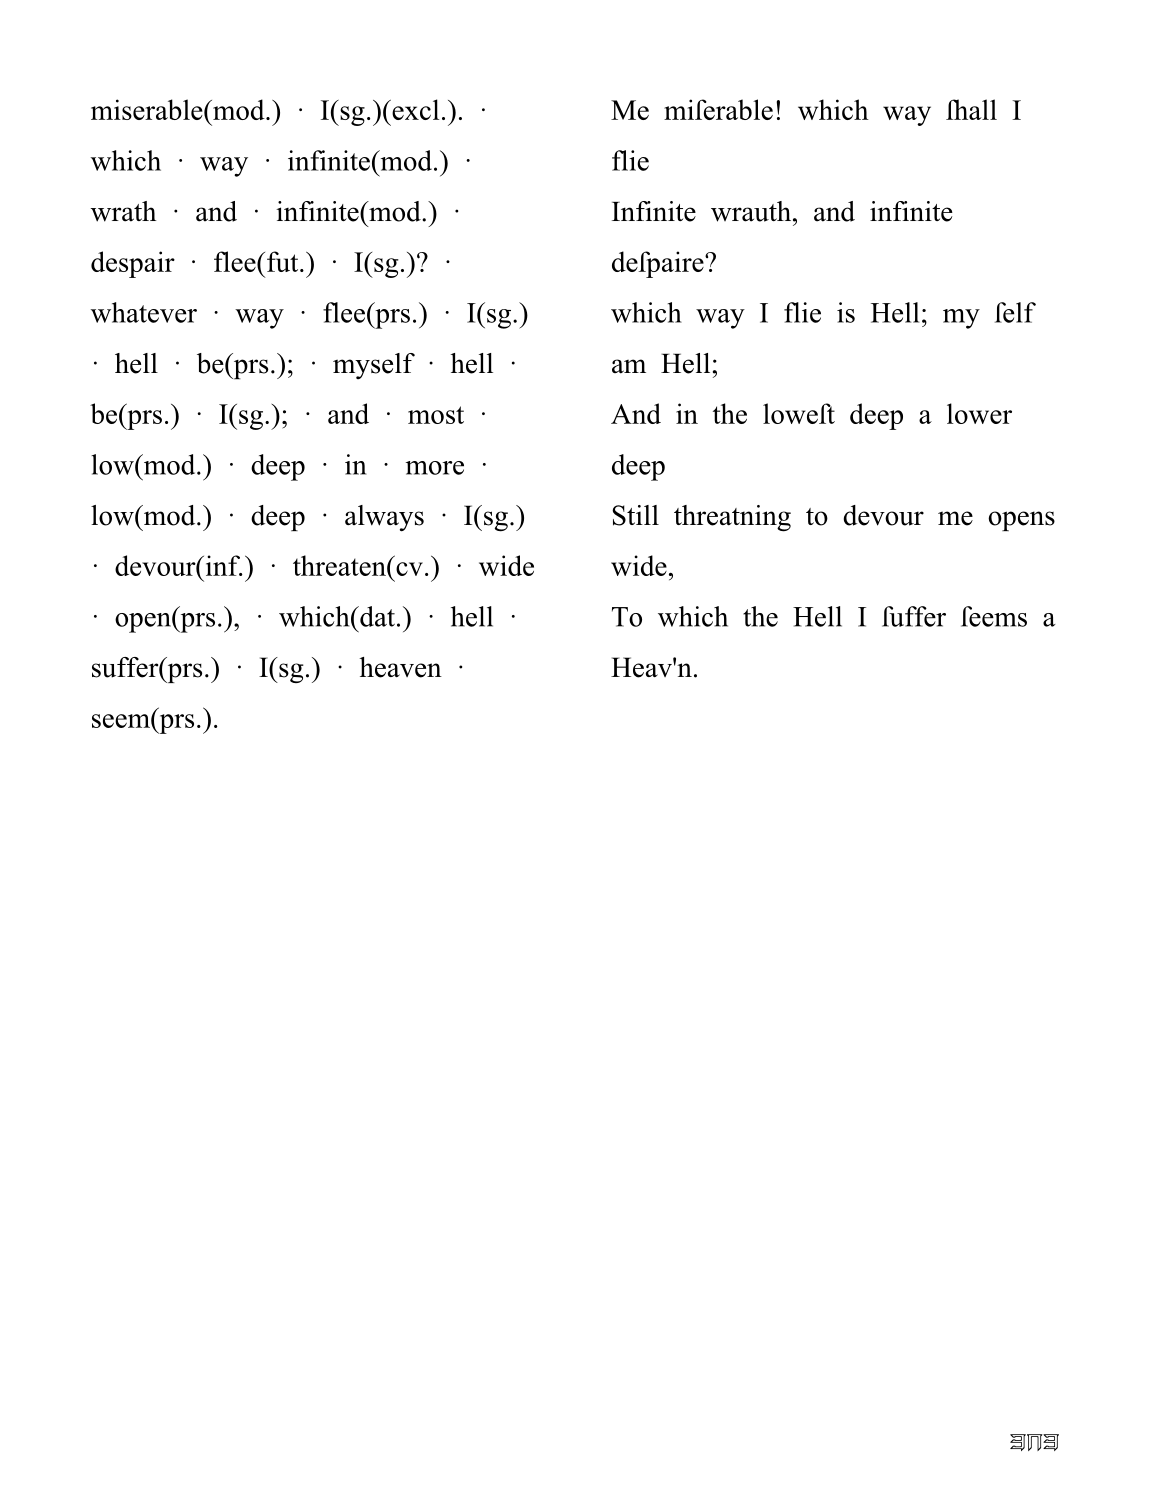 miserable(mod.) · I(sg.)(excl.). ·
which · way · infinite(mod.) ·
wrath · and · infinite(mod.) ·
despair · flee(fut.) · I(sg.)? ·
whatever · way · flee(prs.) · I(sg.)
· hell · be(prs.); · myself · hell ·
be(prs.) · I(sg.); · and · most ·
low(mod.) · deep · in · more ·
low(mod.) · deep · always · I(sg.)
· devour(inf.) · threaten(cv.) · wide
· open(prs.), · which(dat.) · hell ·
suffer(prs.) · I(sg.) · heaven ·
seem(prs.).
Me miſerable! which way ſhall I
flie
Infinite wrauth, and infinite
deſpaire?
which way I flie is Hell; my ſelf
am Hell;
And in the loweſt deep a lower
deep
Still threatning to devour me opens
wide,
To which the Hell I ſuffer ſeems a
Heav'n.